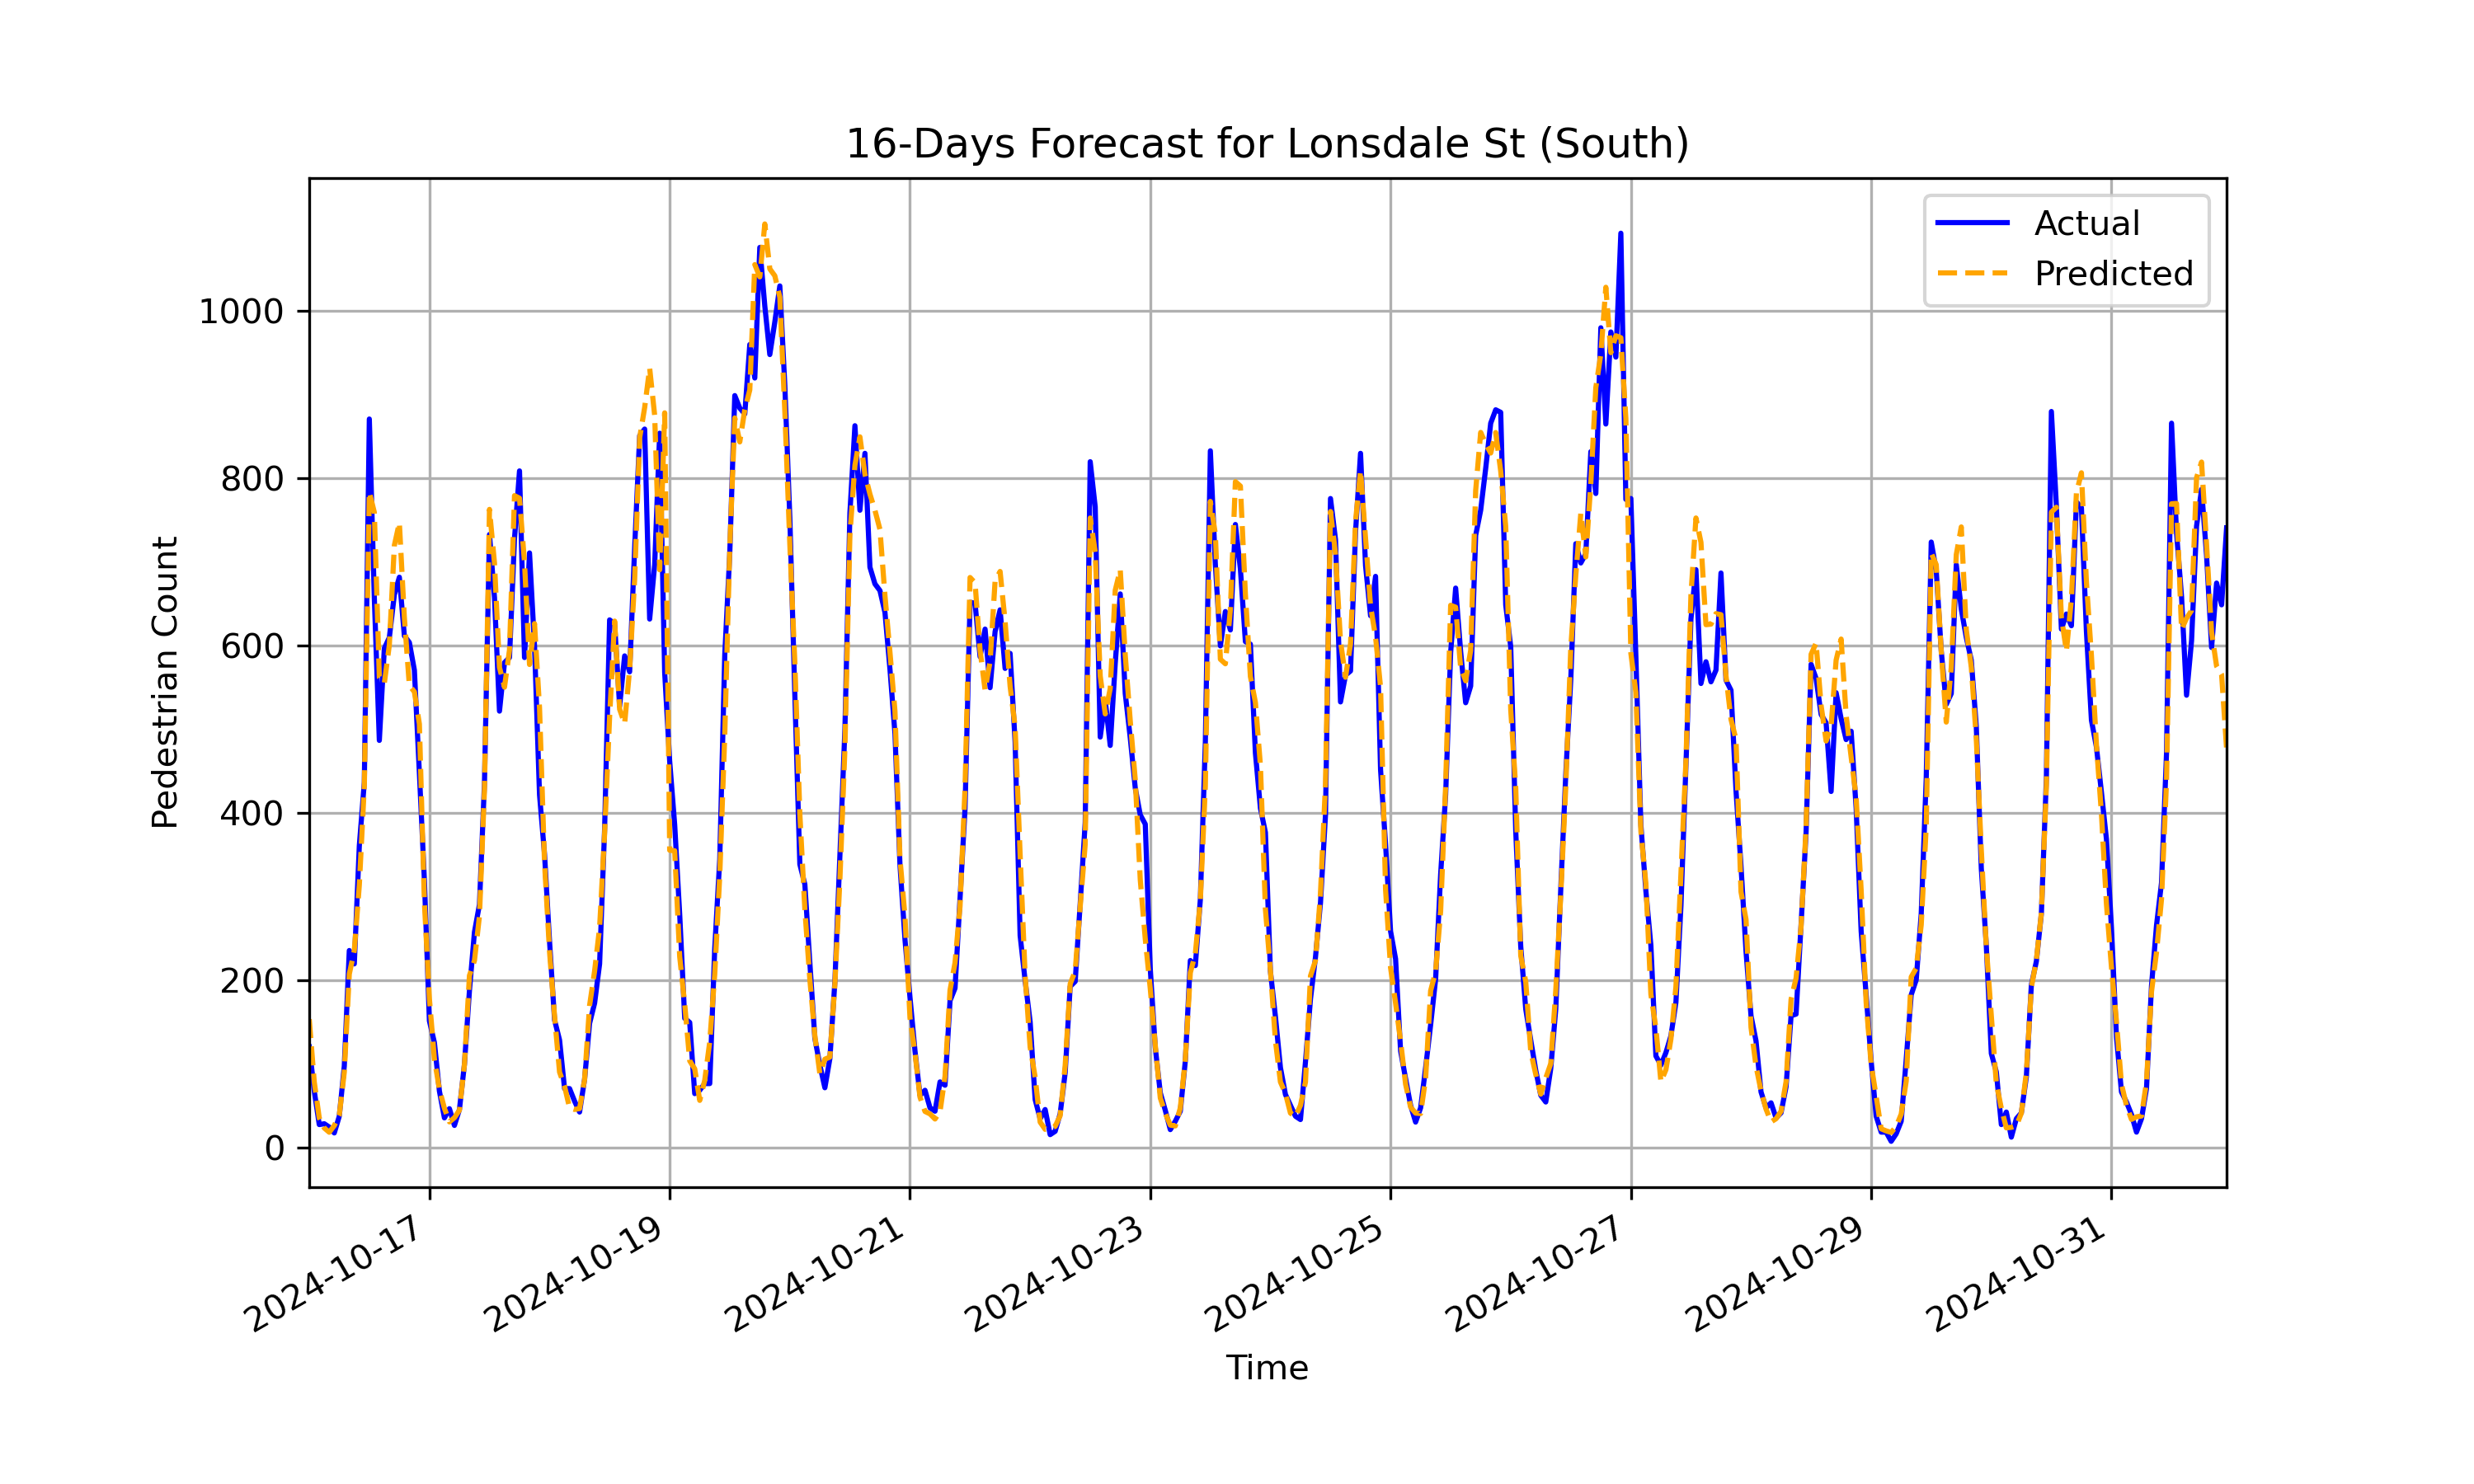 16-Days Forecast for Lonsdale St (South)
Actual
Predicted
Pedestrian Count
1000
800
600
400
200
0
2024-10-17
2024-10-19
2024-10-21
2024-10-23
2024-10-25
2024-10-27
2024-10-29
2024-10-31
Time